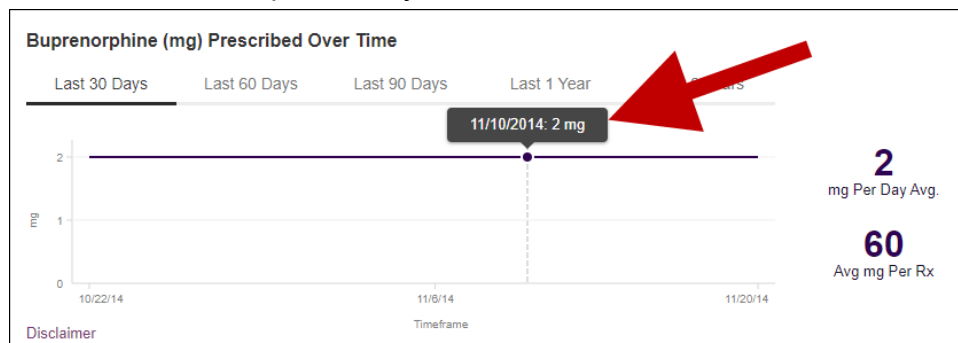 Buprenorphine (mg) Prescribed Over Time
Last 30 Days Last 60 Days Last 90 Days Last 1 Year
11/10/2014: 2 mg
2
1
0
mg
10/22/14 11/6/14 11/20/14
Timeframe
2
mg Per Day Avg.
60
Avg mg Per Rx
Disclaimer